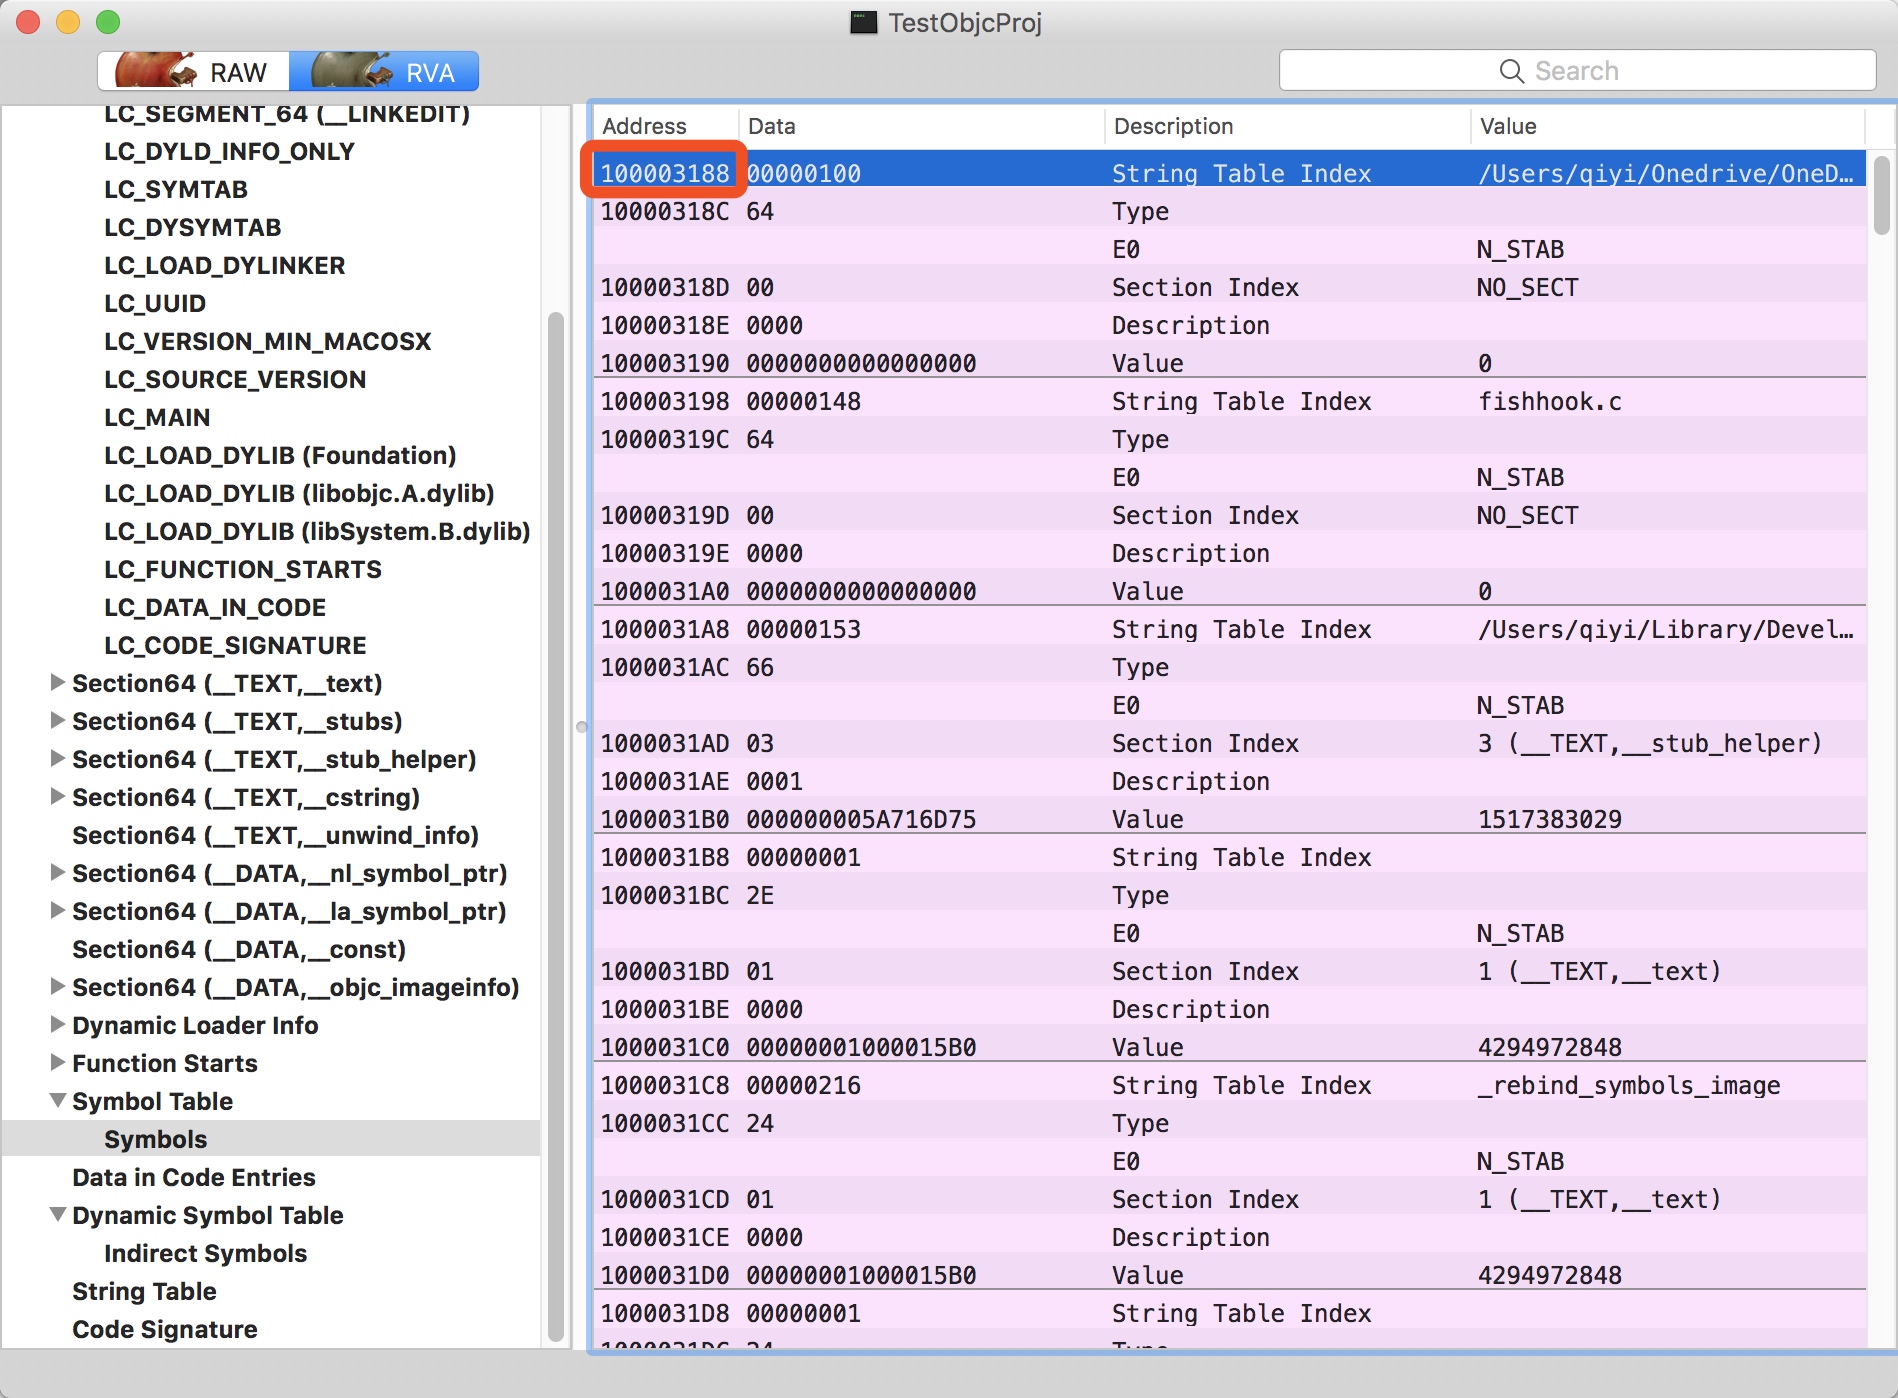 TestObjcProj
RAW RVA Search
LC_SEGMENT_64 (__LINKEDIT)
LC_DYLD_INFO_ONLY
LC_SYMTAB
LC_DYSYMTAB
LC_LOAD_DYLINKER
LC_UUID
LC_VERSION_MIN_MACOSX
LC_SOURCE_VERSION
LC_MAIN
LC_LOAD_DYLIB (Foundation)
LC_LOAD_DYLIB (libobjc.A.dylib)
LC_LOAD_DYLIB (libSystem.B.dylib)
LC_FUNCTION_STARTS
LC_DATA_IN_CODE
LC_CODE_SIGNATURE
Section64 (__TEXT,__text)
Section64 (__TEXT,__stubs)
Section64 (__TEXT,__stub_helper)
Section64 (__TEXT,__cstring)
Section64 (__TEXT,__unwind_info)
Section64 (__DATA,__nl_symbol_ptr)
Section64 (__DATA,__la_symbol_ptr)
Section64 (__DATA,__const)
Section64 (__DATA,__objc_imageinfo)
Dynamic Loader Info
Function Starts
Symbol Table
Symbols
Data in Code Entries
Dynamic Symbol Table
Indirect Symbols
String Table
Code Signature
Address Data Description Value
100003188 00000100 String Table Index /Users/qiyi/Onedrive/OneD…
10000318C 64 Type
E0 N_STAB
10000318D 00 Section Index NO_SECT
10000318E 0000 Description
100003190 0000000000000000 Value 0
100003198 00000148 String Table Index fishhook.c
10000319C 64 Type
E0 N_STAB
10000319D 00 Section Index NO_SECT
10000319E 0000 Description
1000031A0 0000000000000000 Value 0
1000031A8 00000153 String Table Index /Users/qiyi/Library/Devel…
1000031AC 66 Type
E0 N_STAB
1000031AD 03 Section Index 3 (__TEXT,__stub_helper)
1000031AE 0001 Description
1000031B0 000000005A716D75 Value 1517383029
1000031B8 00000001 String Table Index
1000031BC 2E Type
E0 N_STAB
1000031BD 01 Section Index 1 (__TEXT,__text)
1000031BE 0000 Description
1000031C0 00000001000015B0 Value 4294972848
1000031C8 00000216 String Table Index _rebind_symbols_image
1000031CC 24 Type
E0 N_STAB
1000031CD 01 Section Index 1 (__TEXT,__text)
1000031CE 0000 Description
1000031D0 00000001000015B0 Value 4294972848
1000031D8 00000001 String Table Index
1000031DC 24 Type